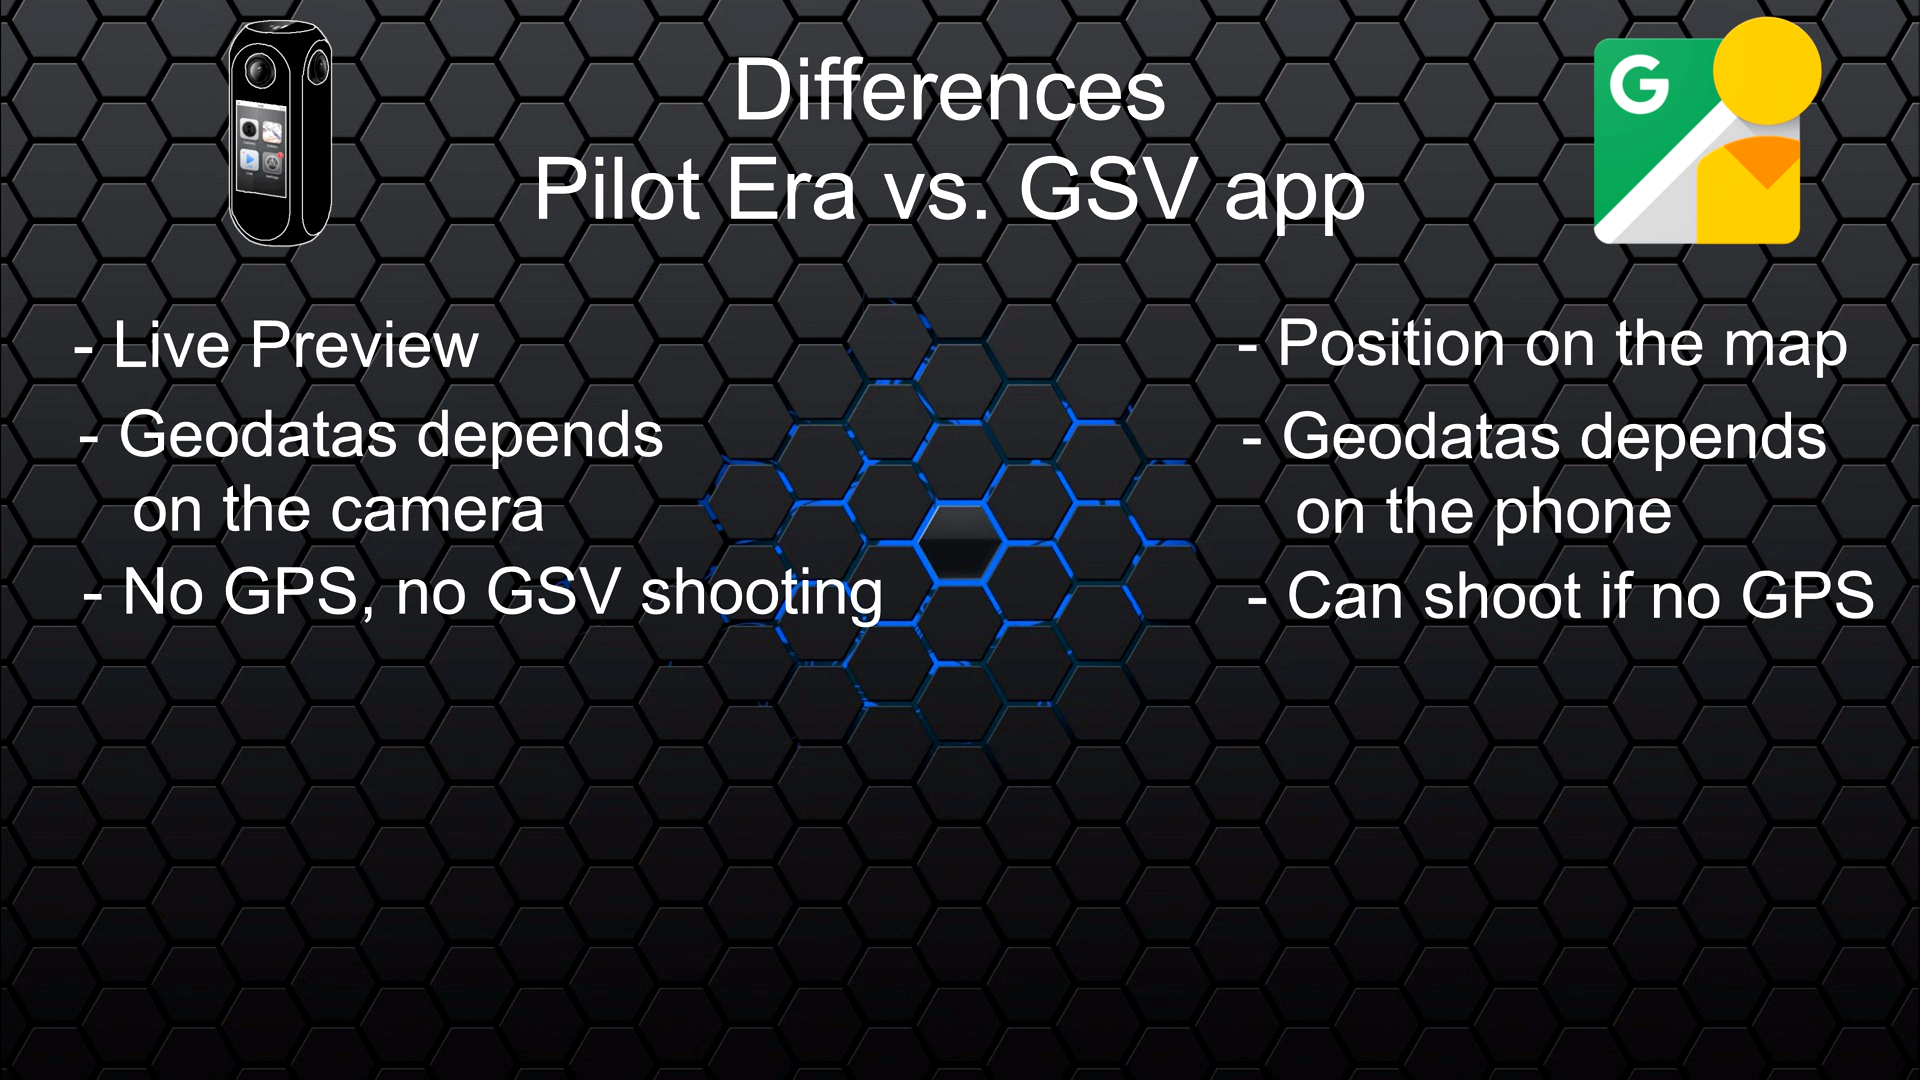 Differences
Pilot Era vs. GSV app
G
- Live Preview
- Geodatas depends
on the camera
- No GPS, no GSV shooting
- Position on the map
- Geodatas depends
on the phone
- Can shoot if no GPS